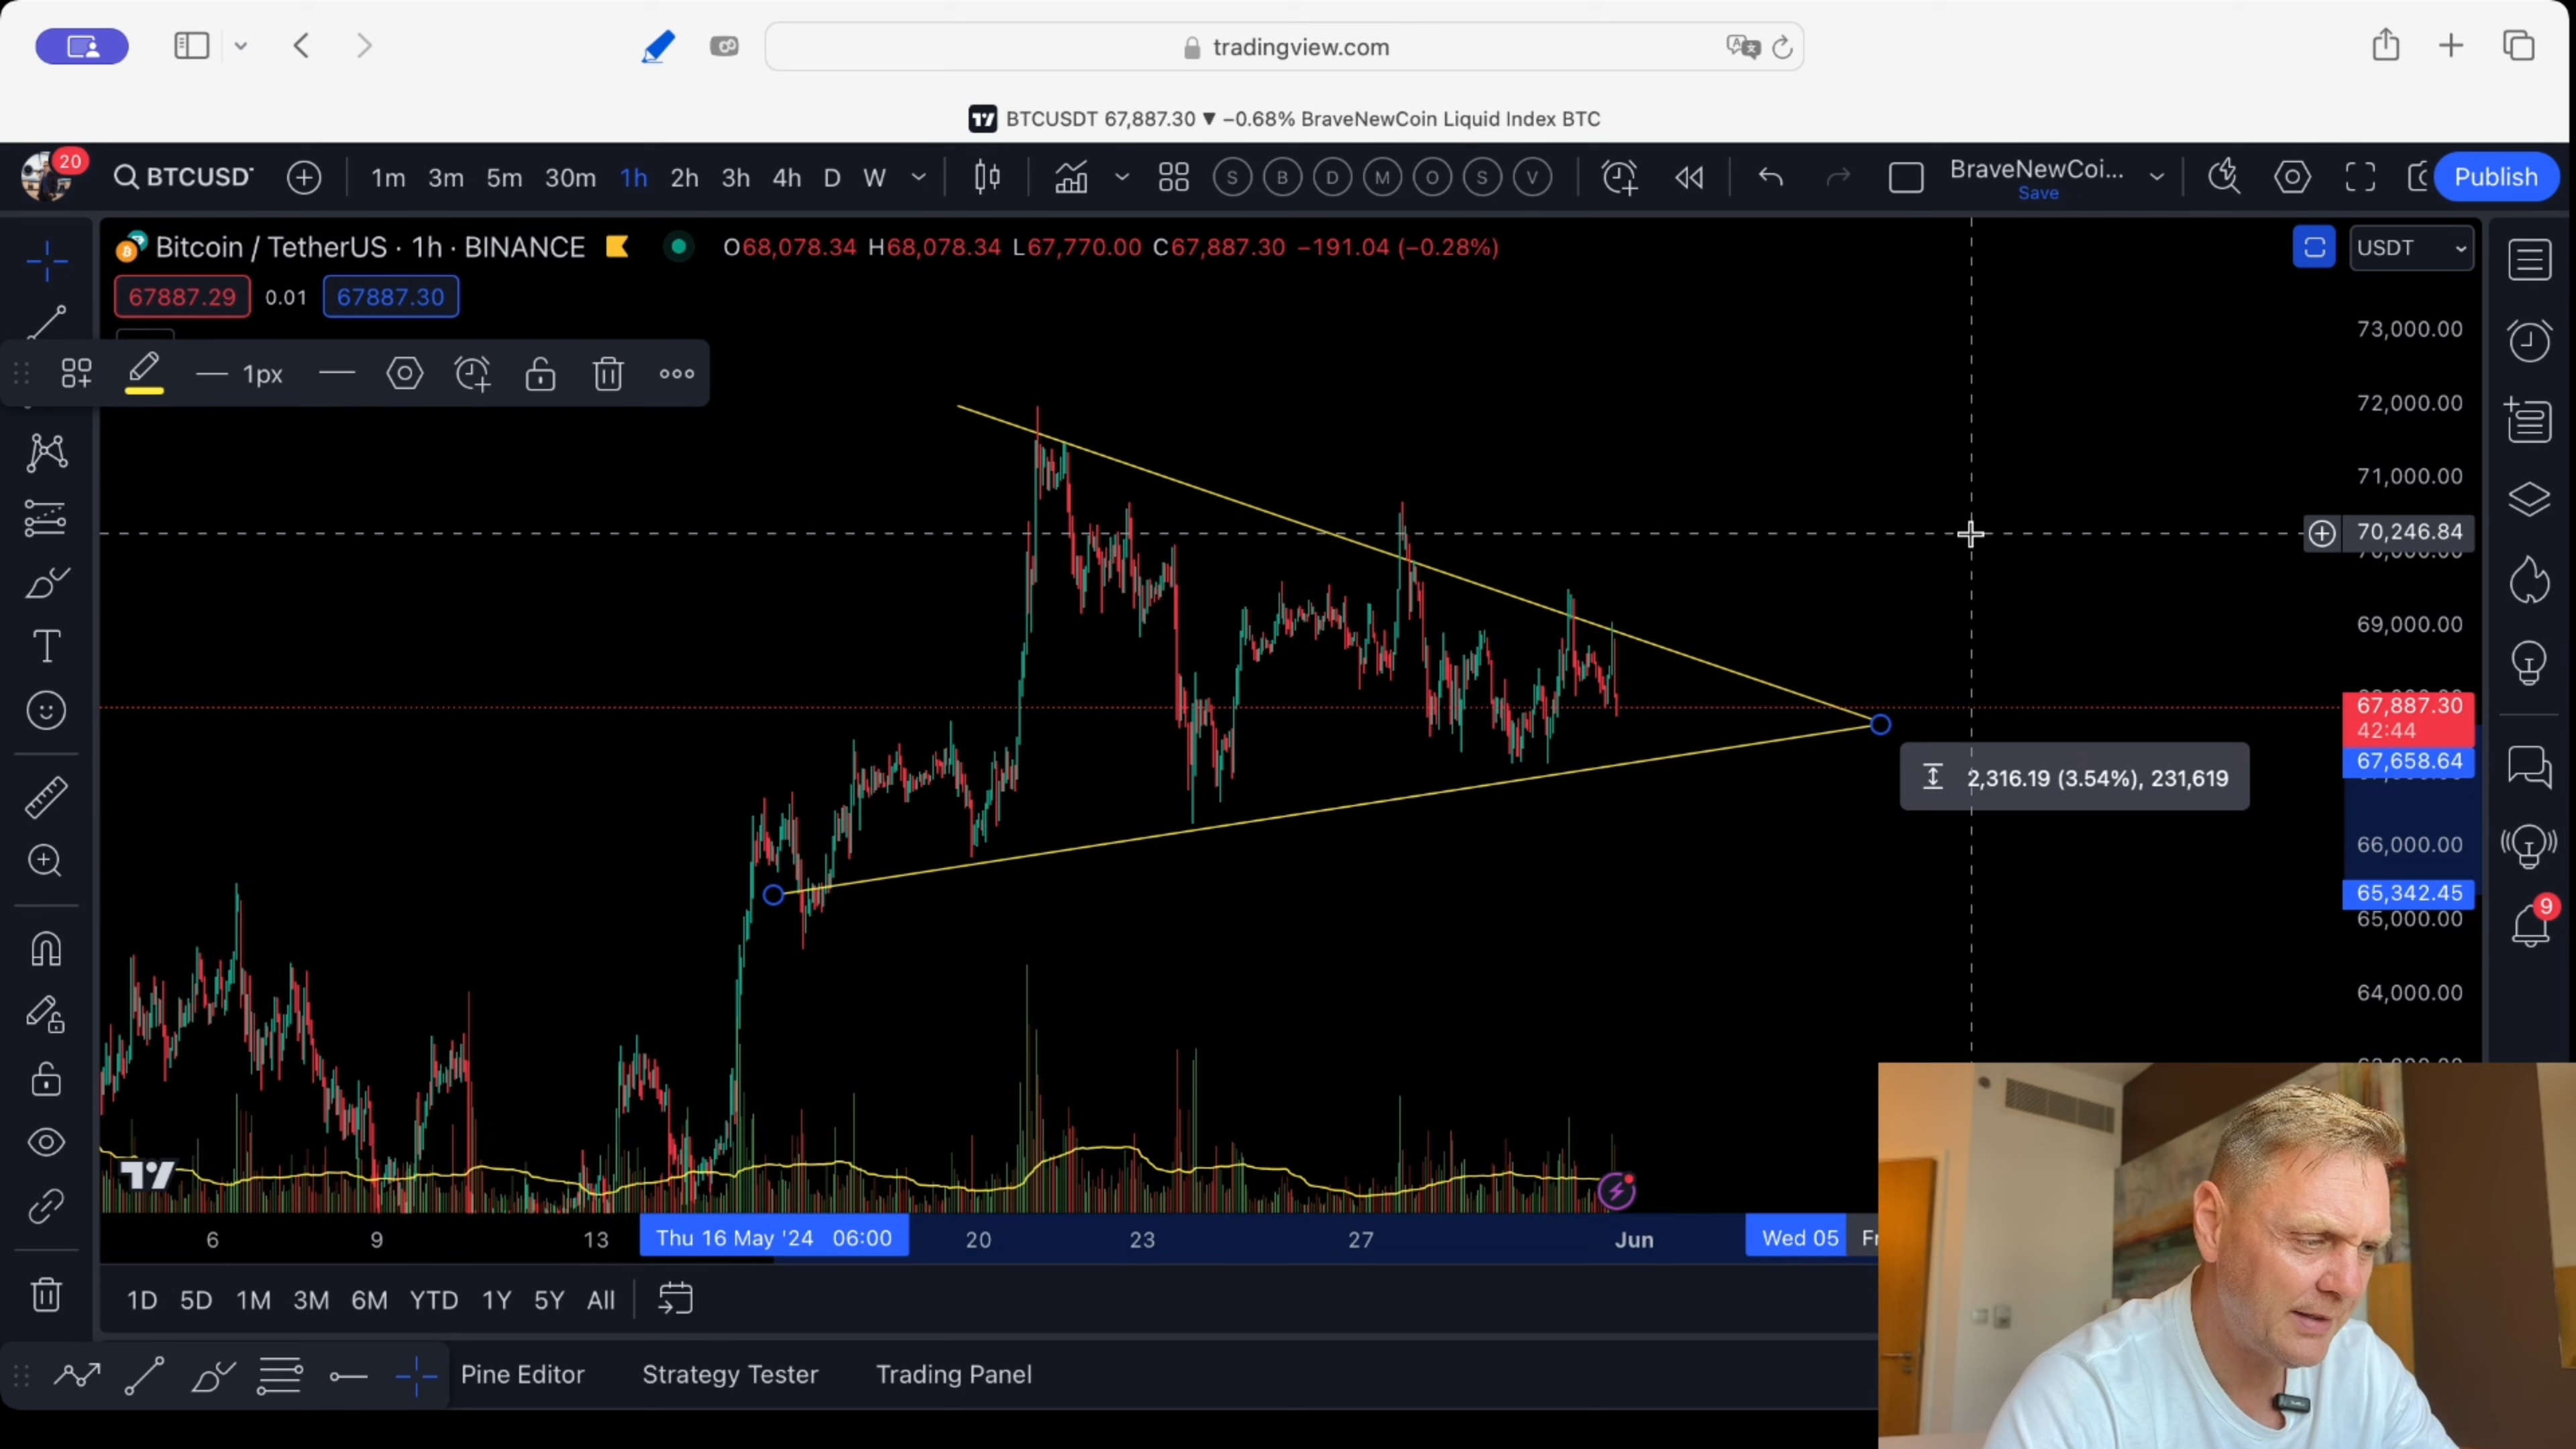 tradingview.com
BTCUSDT 67,887.30 ▼ −0.68% BraveNewCoin Liquid Index BTC
20
BTCUSDT
1m 3m 5m 30m 1h 2h 3h 4h D W
S B D M O S V
BraveNewCoi...
Save
Publish
Bitcoin / TetherUS · 1h · BINANCE
O68,078.34 H68,078.34 L67,770.00 C67,887.30 −191.04 (−0.28%)
USDT
67887.29 0.01 67887.30
1px
73,000.00
72,000.00
71,000.00
70,246.84
69,000.00
67,887.30
42:44
67,658.64
2,316.19 (3.54%), 231,619
66,000.00
65,342.45
65,000.00
9
64,000.00
6 9 13 Thu 16 May '24 06:00 20 23 27 Jun Wed 05
1D 5D 1M 3M 6M YTD 1Y 5Y All
Pine Editor Strategy Tester Trading Panel